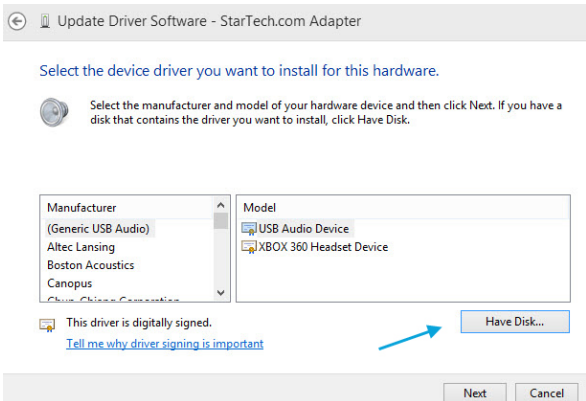 Update Driver Software - StarTech.com Adapter
Select the device driver you want to install for this hardware.
Select the manufacturer and model of your hardware device and then click Next. If you have a
disk that contains the driver you want to install, click Have Disk.
Manufacturer
(Generic USB Audio)
Altec Lansing
Boston Acoustics
Canopus
Model
USB Audio Device
XBOX 360 Headset Device
This driver is digitally signed.
Tell me why driver signing is important
Have Disk...
Next
Cancel